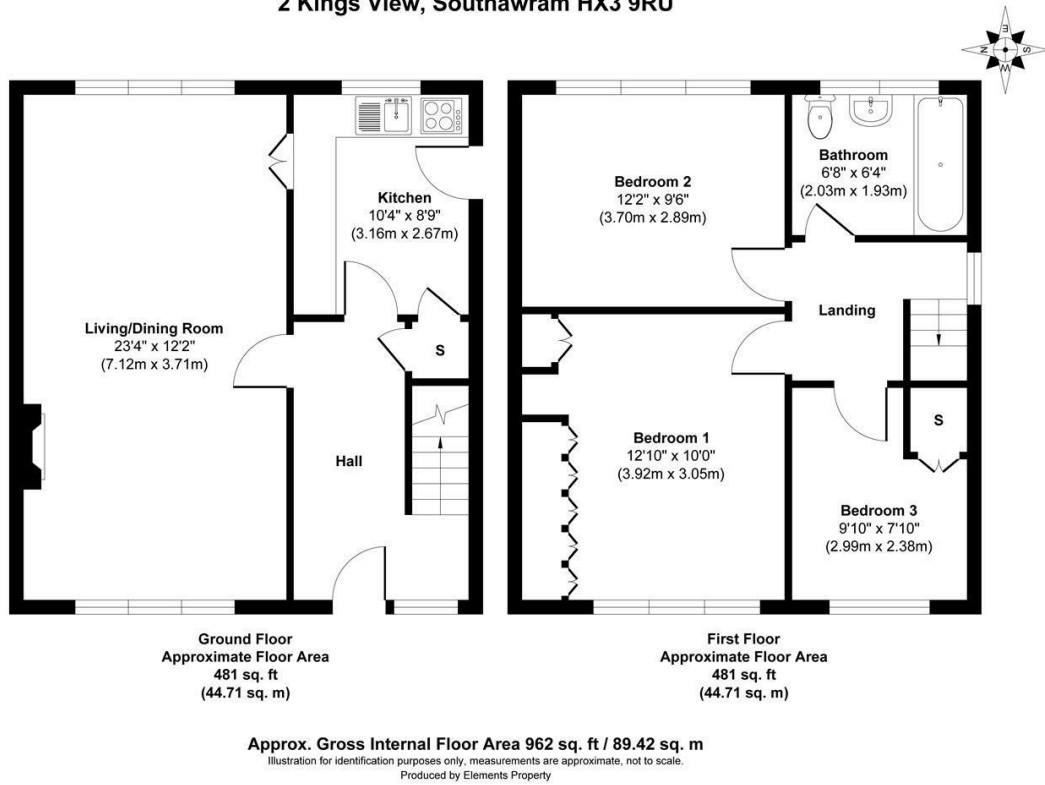 2 Kings View, Southawram HX3 9RU
E
N
S
W
Kitchen
10'4" x 8'9"
(3.16m x 2.67m)
Living/Dining Room
23'4" x 12'2"
(7.12m x 3.71m)
S
Hall
Ground Floor
Approximate Floor Area
481 sq. ft
(44.71 sq. m)
Bedroom 2
12'2" x 9'6"
(3.70m x 2.89m)
Bathroom
6'8" x 6'4"
(2.03m x 1.93m)
Landing
Bedroom 1
12'10" x 10'0"
(3.92m x 3.05m)
S
Bedroom 3
9'10" x 7'10"
(2.99m x 2.38m)
First Floor
Approximate Floor Area
481 sq. ft
(44.71 sq. m)
Approx. Gross Internal Floor Area 962 sq. ft / 89.42 sq. m
Illustration for identification purposes only, measurements are approximate, not to scale.
Produced by Elements Property